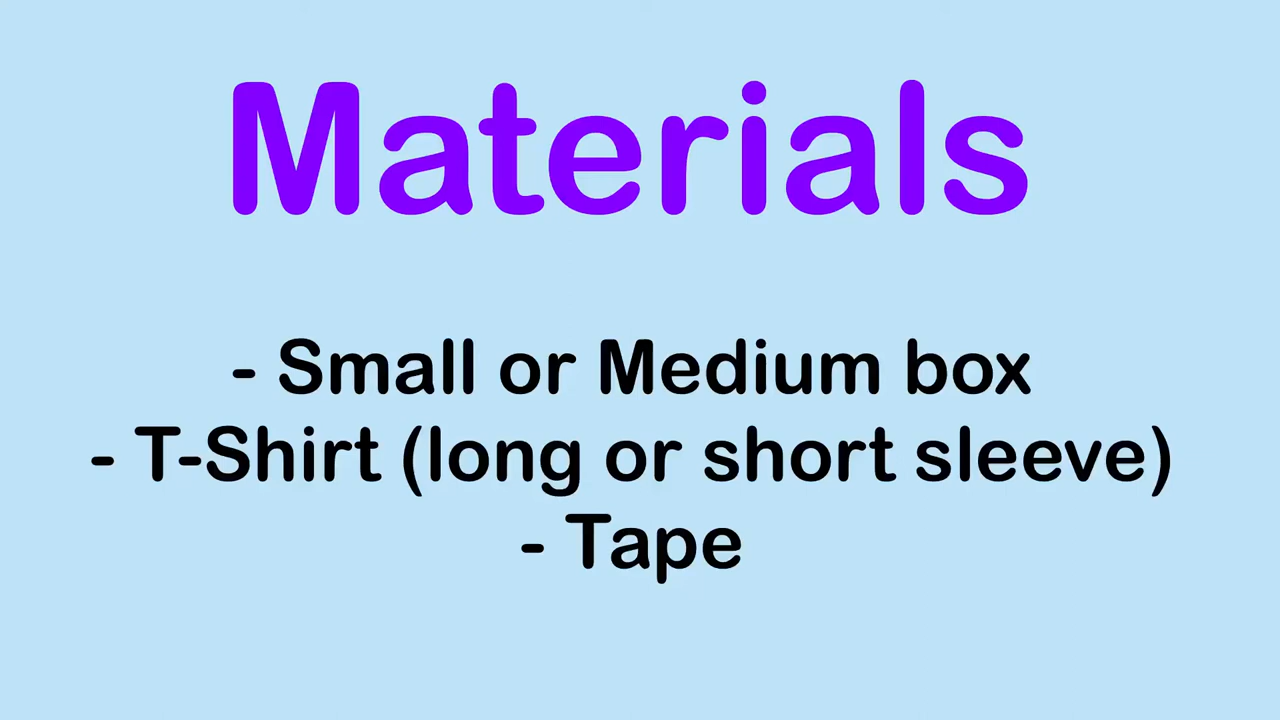 Materials
- Small or Medium box
- T-Shirt (long or short sleeve)
- Tape